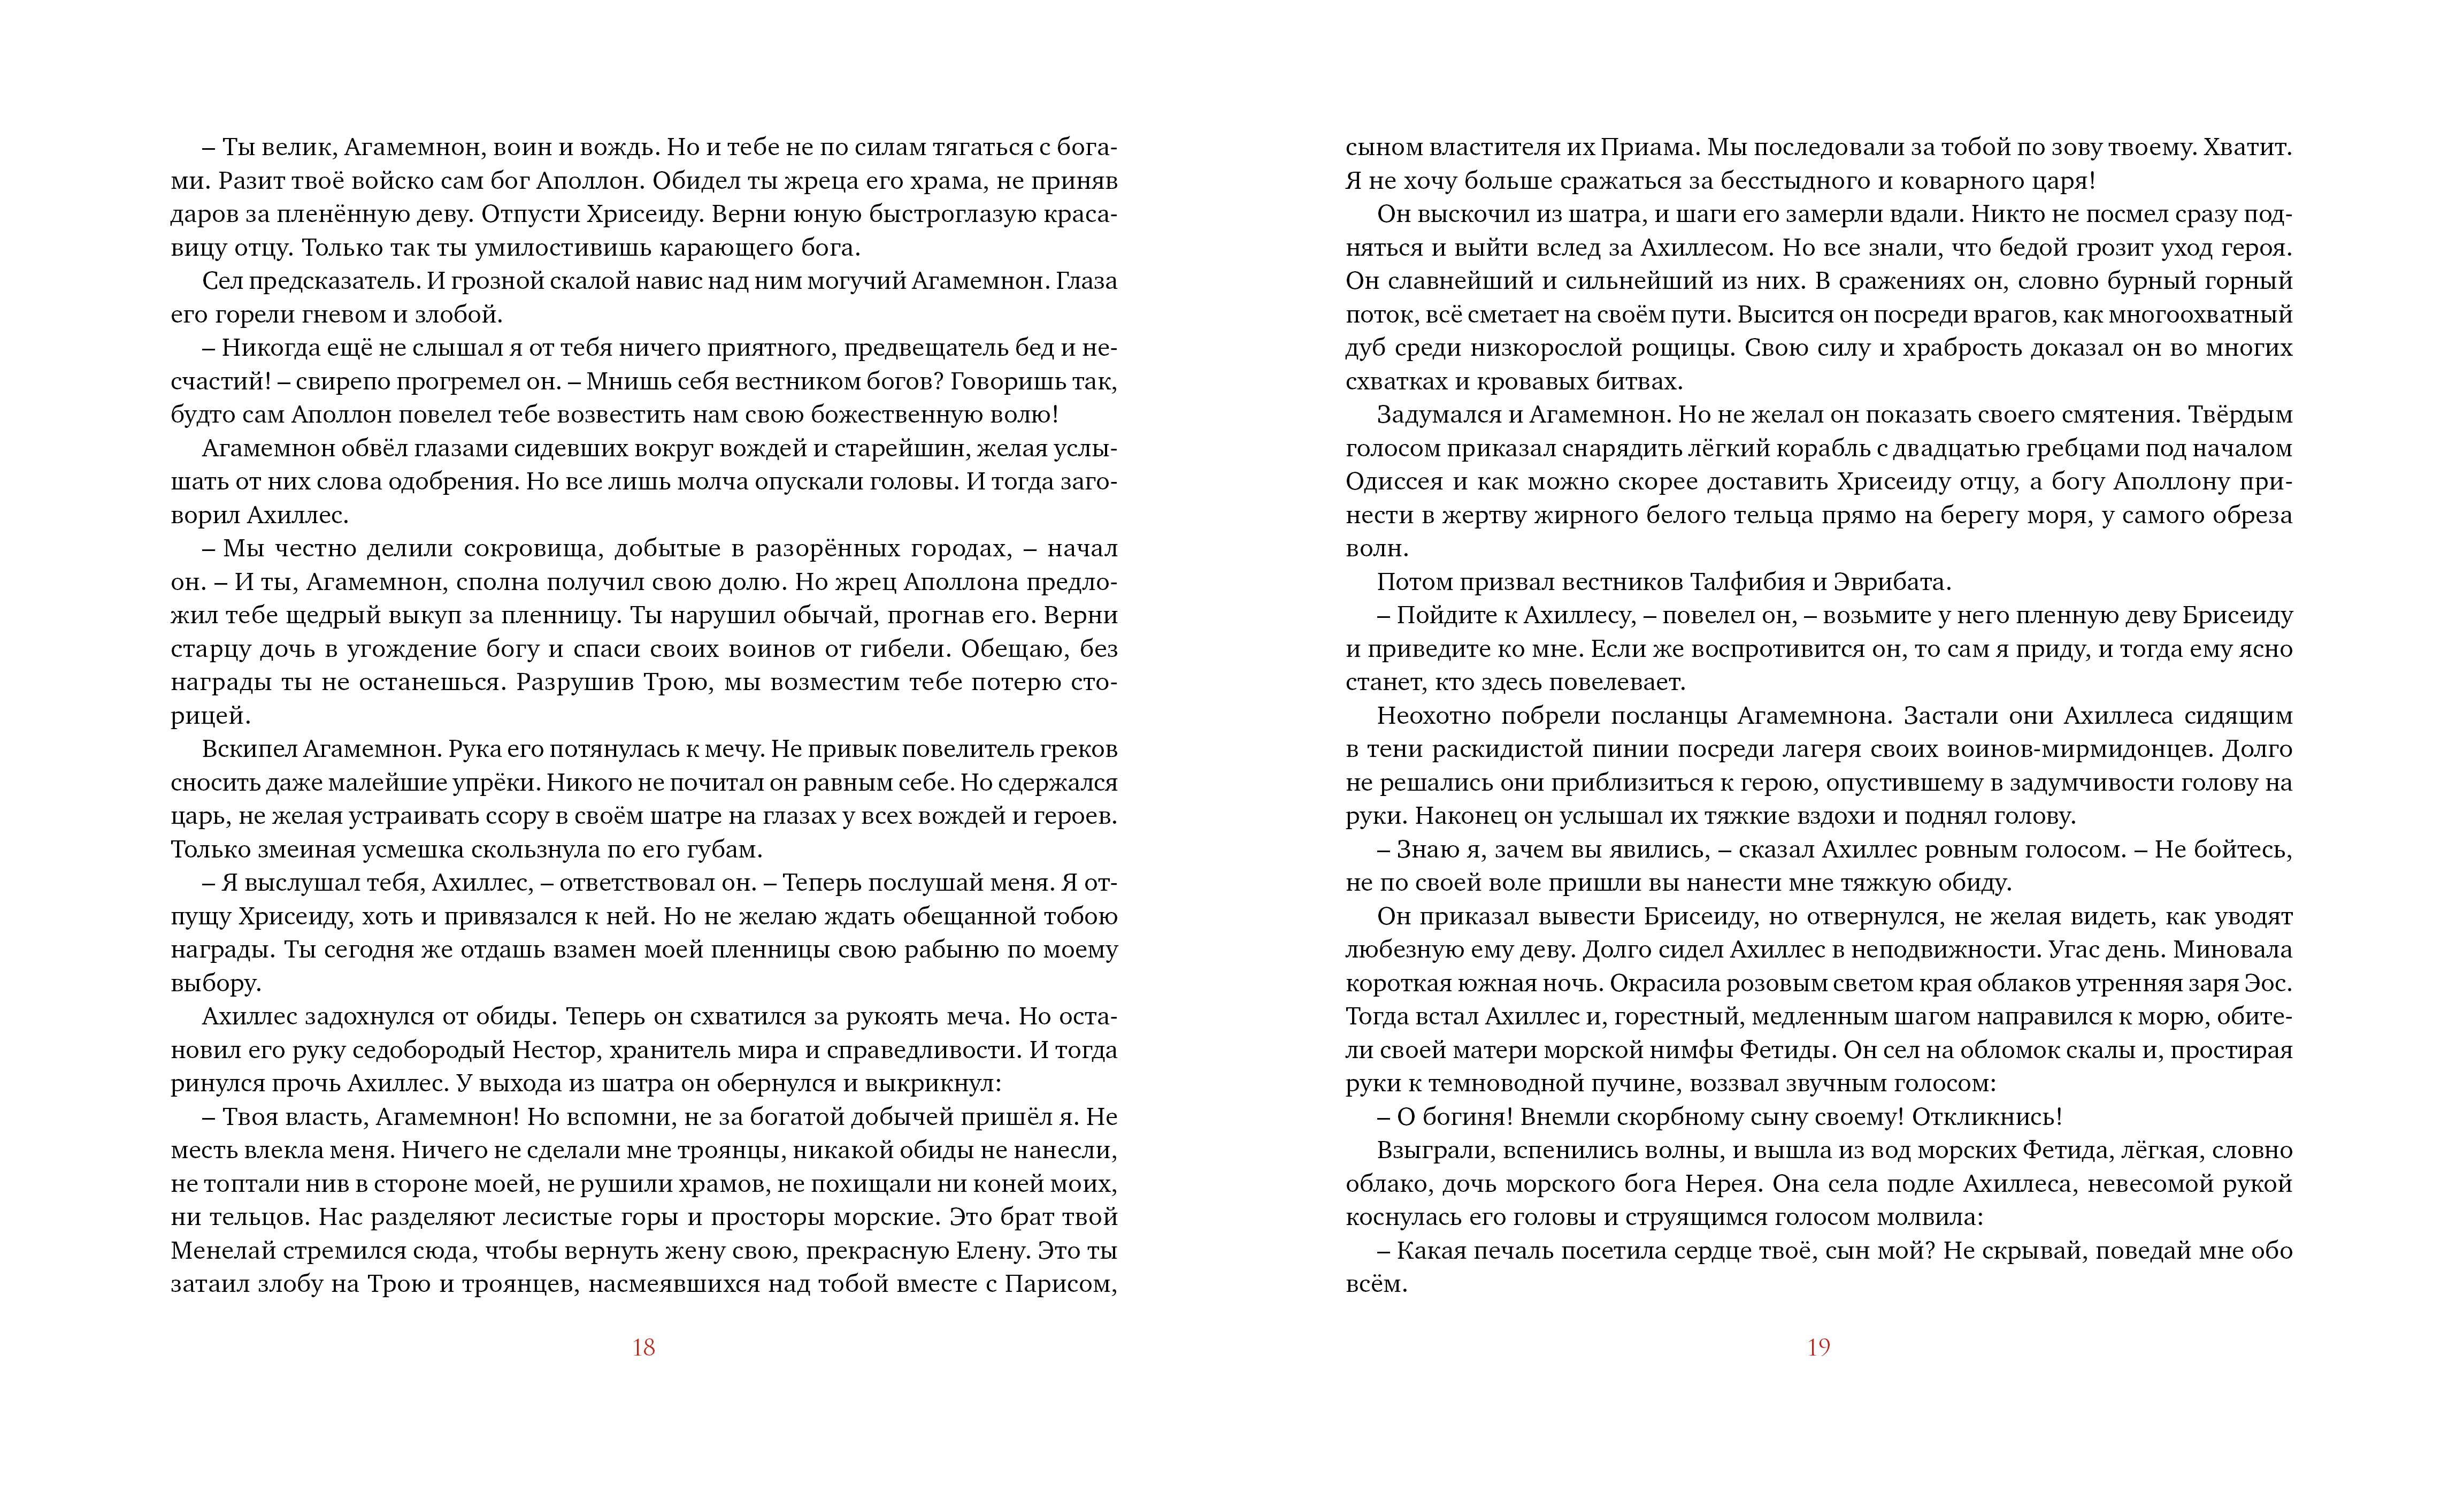 – Ты велик, Агамемнон, воин и вождь. Но и тебе не по силам тягаться с бога-
ми. Разит твоё войско сам бог Аполлон. Обидел ты жреца его храма, не приняв
даров за пленённую деву. Отпусти Хрисеиду. Верни юную быстроглазую краса-
вицу отцу. Только так ты умилостивишь карающего бога.
Сел предсказатель. И грозной скалой навис над ним могучий Агамемнон. Глаза
его горели гневом и злобой.
– Никогда ещё не слышал я от тебя ничего приятного, предвещатель бед и не-
счастий! – свирепо прогремел он. – Мнишь себя вестником богов? Говоришь так,
будто сам Аполлон повелел тебе возвестить нам свою божественную волю!
Агамемнон обвёл глазами сидевших вокруг вождей и старейшин, желая услы-
шать от них слова одобрения. Но все лишь молча опускали головы. И тогда заго-
ворил Ахиллес.
– Мы честно делили сокровища, добытые в разорённых городах, – начал
он. – И ты, Агамемнон, сполна получил свою долю. Но жрец Аполлона предло-
жил тебе щедрый выкуп за пленницу. Ты нарушил обычай, прогнав его. Верни
старцу дочь в угождение богу и спаси своих воинов от гибели. Обещаю, без
награды ты не останешься. Разрушив Трою, мы возместим тебе потерю сто-
рицей.
Вскипел Агамемнон. Рука его потянулась к мечу. Не привык повелитель греков
сносить даже малейшие упрёки. Никого не почитал он равным себе. Но сдержался
царь, не желая устраивать ссору в своём шатре на глазах у всех вождей и героев.
Только змеиная усмешка скользнула по его губам.
– Я выслушал тебя, Ахиллес, – ответствовал он. – Теперь послушай меня. Я от-
пущу Хрисеиду, хоть и привязался к ней. Но не желаю ждать обещанной тобою
награды. Ты сегодня же отдашь взамен моей пленницы свою рабыню по моему
выбору.
Ахиллес задохнулся от обиды. Теперь он схватился за рукоять меча. Но оста-
новил его руку седобородый Нестор, хранитель мира и справедливости. И тогда
ринулся прочь Ахиллес. У выхода из шатра он обернулся и выкрикнул:
– Твоя власть, Агамемнон! Но вспомни, не за богатой добычей пришёл я. Не
месть влекла меня. Ничего не сделали мне троянцы, никакой обиды не нанесли,
не топтали нив в стороне моей, не рушили храмов, не похищали ни коней моих,
ни тельцов. Нас разделяют лесистые горы и просторы морские. Это брат твой
Менелай стремился сюда, чтобы вернуть жену свою, прекрасную Елену. Это ты
затаил злобу на Трою и троянцев, насмеявшихся над тобой вместе с Парисом,
18
сыном властителя их Приама. Мы последовали за тобой по зову твоему. Хватит.
Я не хочу больше сражаться за бесстыдного и коварного царя!
Он выскочил из шатра, и шаги его замерли вдали. Никто не посмел сразу под-
няться и выйти вслед за Ахиллесом. Но все знали, что бедой грозит уход героя.
Он славнейший и сильнейший из них. В сражениях он, словно бурный горный
поток, всё сметает на своём пути. Высится он посреди врагов, как многоохватный
дуб среди низкорослой рощицы. Свою силу и храбрость доказал он во многих
схватках и кровавых битвах.
Задумался и Агамемнон. Но не желал он показать своего смятения. Твёрдым
голосом приказал снарядить лёгкий корабль с двадцатью гребцами под началом
Одиссея и как можно скорее доставить Хрисеиду отцу, а богу Аполлону при-
нести в жертву жирного белого тельца прямо на берегу моря, у самого обреза
волн.
Потом призвал вестников Талфибия и Эврибата.
– Пойдите к Ахиллесу, – повелел он, – возьмите у него пленную деву Брисеиду
и приведите ко мне. Если же воспротивится он, то сам я приду, и тогда ему ясно
станет, кто здесь повелевает.
Неохотно побрели посланцы Агамемнона. Застали они Ахиллеса сидящим
в тени раскидистой пинии посреди лагеря своих воинов-мирмидонцев. Долго
не решались они приблизиться к герою, опустившему в задумчивости голову на
руки. Наконец он услышал их тяжкие вздохи и поднял голову.
– Знаю я, зачем вы явились, – сказал Ахиллес ровным голосом. – Не бойтесь,
не по своей воле пришли вы нанести мне тяжкую обиду.
Он приказал вывести Брисеиду, но отвернулся, не желая видеть, как уводят
любезную ему деву. Долго сидел Ахиллес в неподвижности. Угас день. Миновала
короткая южная ночь. Окрасила розовым светом края облаков утренняя заря Эос.
Тогда встал Ахиллес и, горестный, медленным шагом направился к морю, обите-
ли своей матери морской нимфы Фетиды. Он сел на обломок скалы и, простирая
руки к темноводной пучине, воззвал звучным голосом:
– О богиня! Внемли скорбному сыну своему! Откликнись!
Взыграли, вспенились волны, и вышла из вод морских Фетида, лёгкая, словно
облако, дочь морского бога Нерея. Она села подле Ахиллеса, невесомой рукой
коснулась его головы и струящимся голосом молвила:
– Какая печаль посетила сердце твоё, сын мой? Не скрывай, поведай мне обо
всём.
19